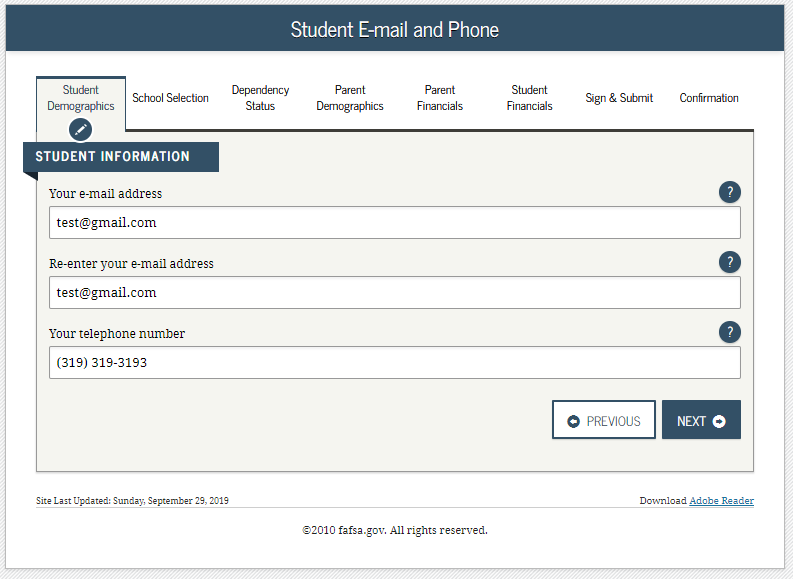 Student E-mail and Phone
Student Demographics
School Selection
Dependency Status
Parent Demographics
Parent Financials
Student Financials
Sign & Submit
Confirmation
STUDENT INFORMATION
Your e-mail address
?
test@gmail.com
Re-enter your e-mail address
?
test@gmail.com
Your telephone number
?
(319) 319-3193
PREVIOUS
NEXT
Site Last Updated: Sunday, September 29, 2019
Download Adobe Reader
©2010 fafsa.gov. All rights reserved.